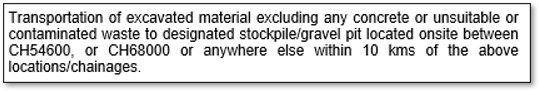 Transportation of excavated material excluding any concrete or unsuitable or
contaminated waste to designated stockpile/gravel pit located onsite between
CH54600, or CH68000 or anywhere else within 10 kms of the above
locations/chainages.